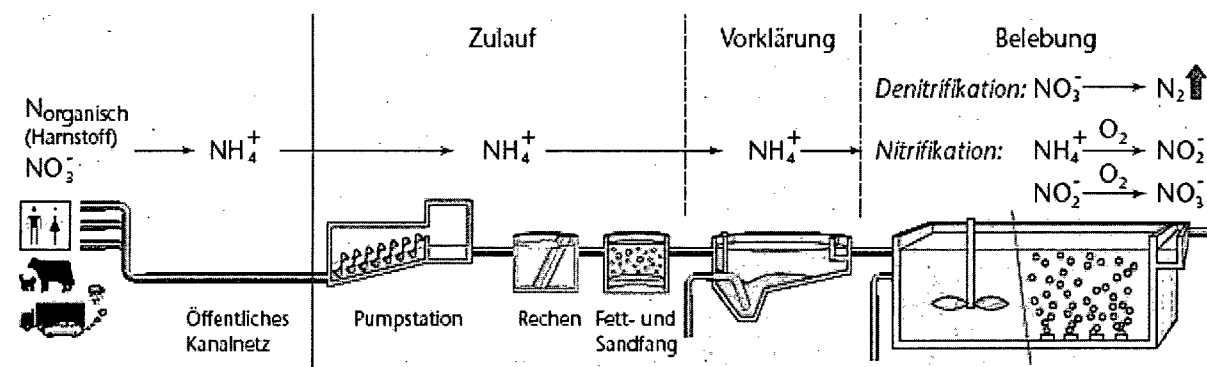 Zulauf
Vorklärung
Belebung
Denitrifikation: NO₃⁻ → N₂
Norganisch
(Harnstoff)
NO₃⁻
NH₄⁺
NH₄⁺
NH₄⁺
Nitrifikation: NH₄⁺ O₂ → NO₂⁻
NO₂⁻ O₂ → NO₃⁻
Öffentliches
Kanalnetz
Pumpstation
Rechen
Fett- und
Sandfang